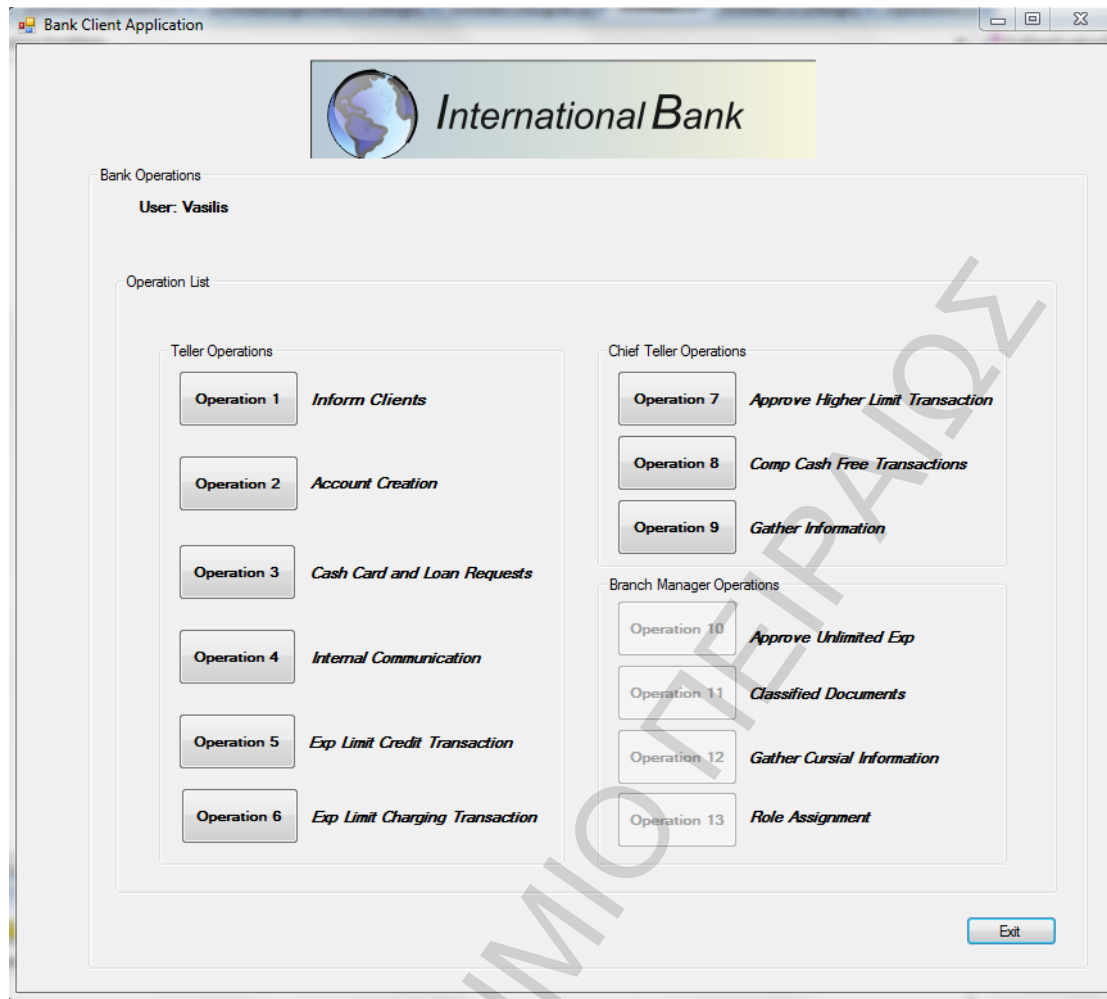 Bank Client Application
International Bank
Bank Operations
User: Vasilis
Operation List
Teller Operations
Operation 1 Inform Clients
Operation 2 Account Creation
Operation 3 Cash Card and Loan Requests
Operation 4 Internal Communication
Operation 5 Exp Limit Credit Transaction
Operation 6 Exp Limit Charging Transaction
Chief Teller Operations
Operation 7 Approve Higher Limit Transaction
Operation 8 Comp Cash Free Transactions
Operation 9 Gather Information
Branch Manager Operations
Operation 10 Approve Unlimited Exp
Operation 11 Classified Documents
Operation 12 Gather Cursial Information
Operation 13 Role Assignment
Exit
ΜΙΟ ΠΕΙΡΑΙΩΣ